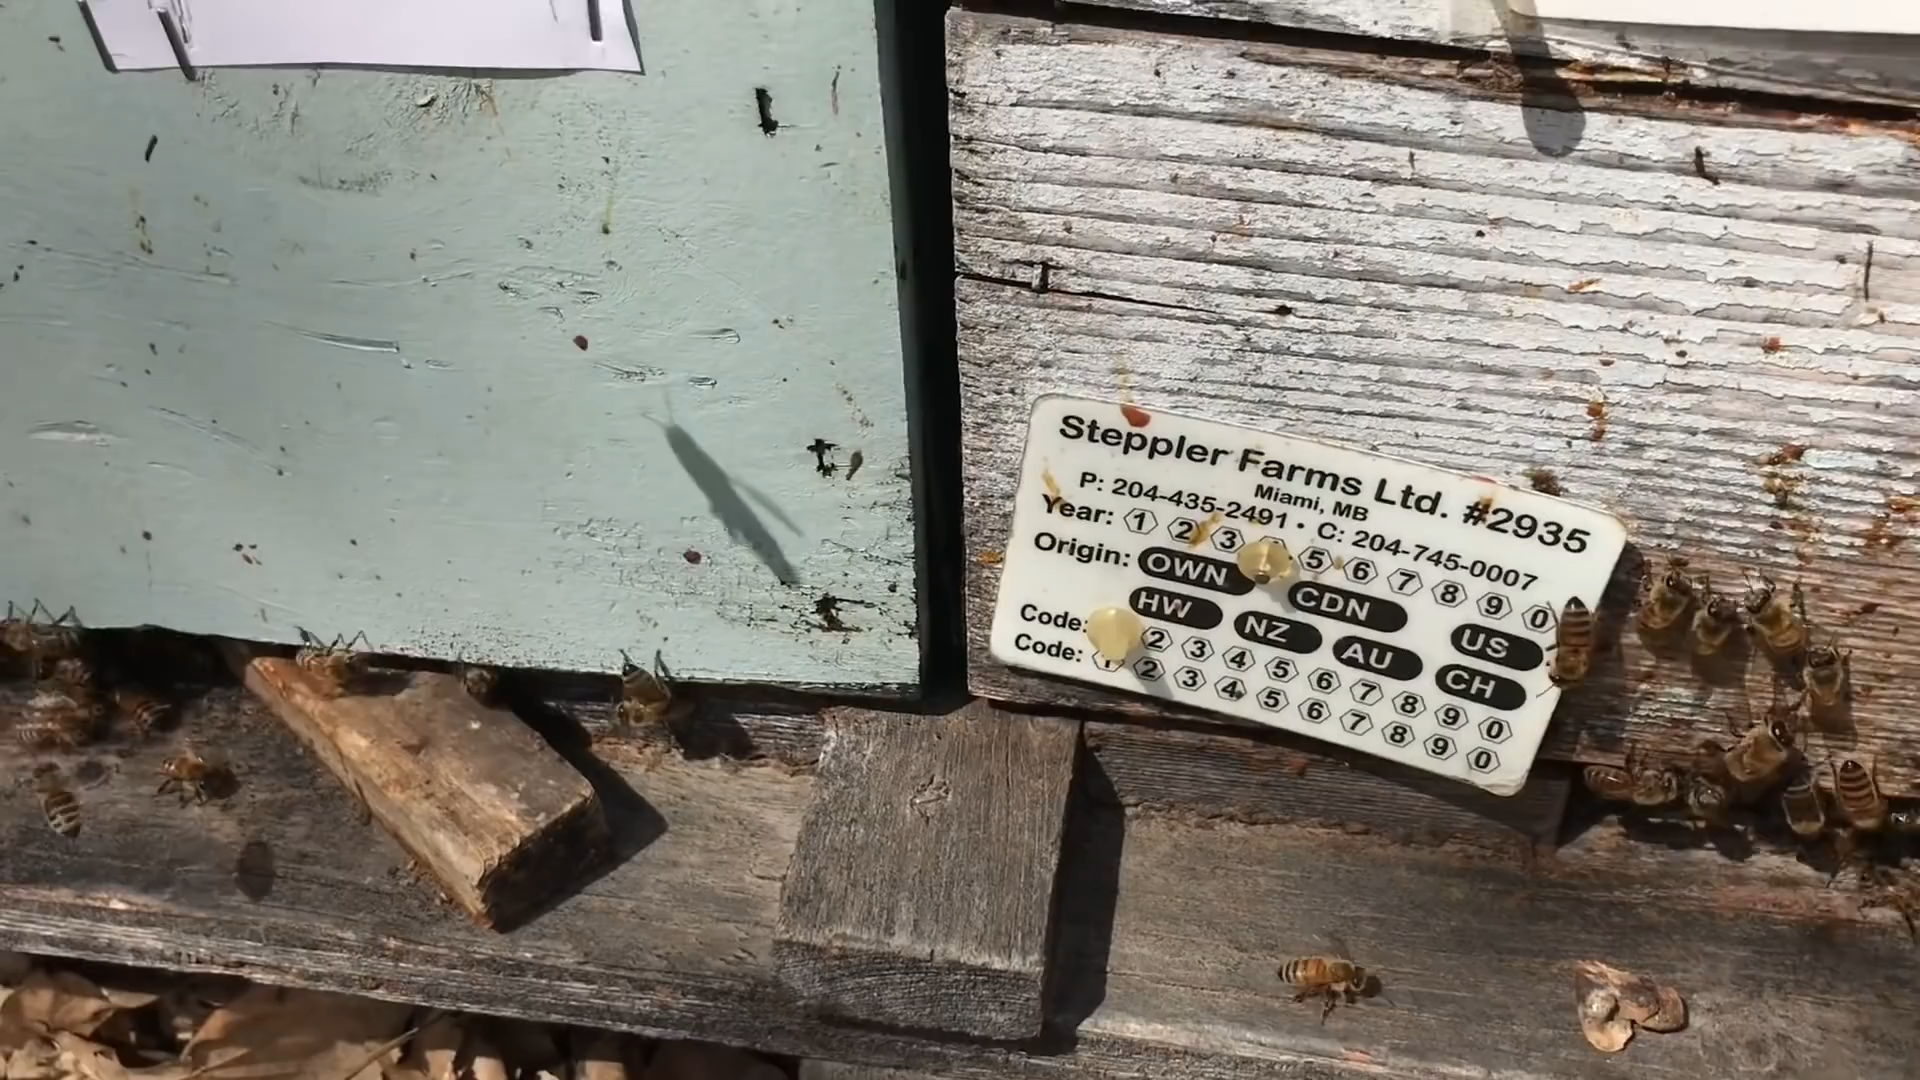 Steppler Farms Ltd. #2935
Miami, MB
P: 204-435-2491 • C: 204-745-0007
Year: 1 2 3 5 6 7 8 9 0
Origin: OWN CDN US
HW NZ AU CH
Code: 2 3 4 5 6 7 8 9 0
Code: 1 2 3 4 5 6 7 8 9 0